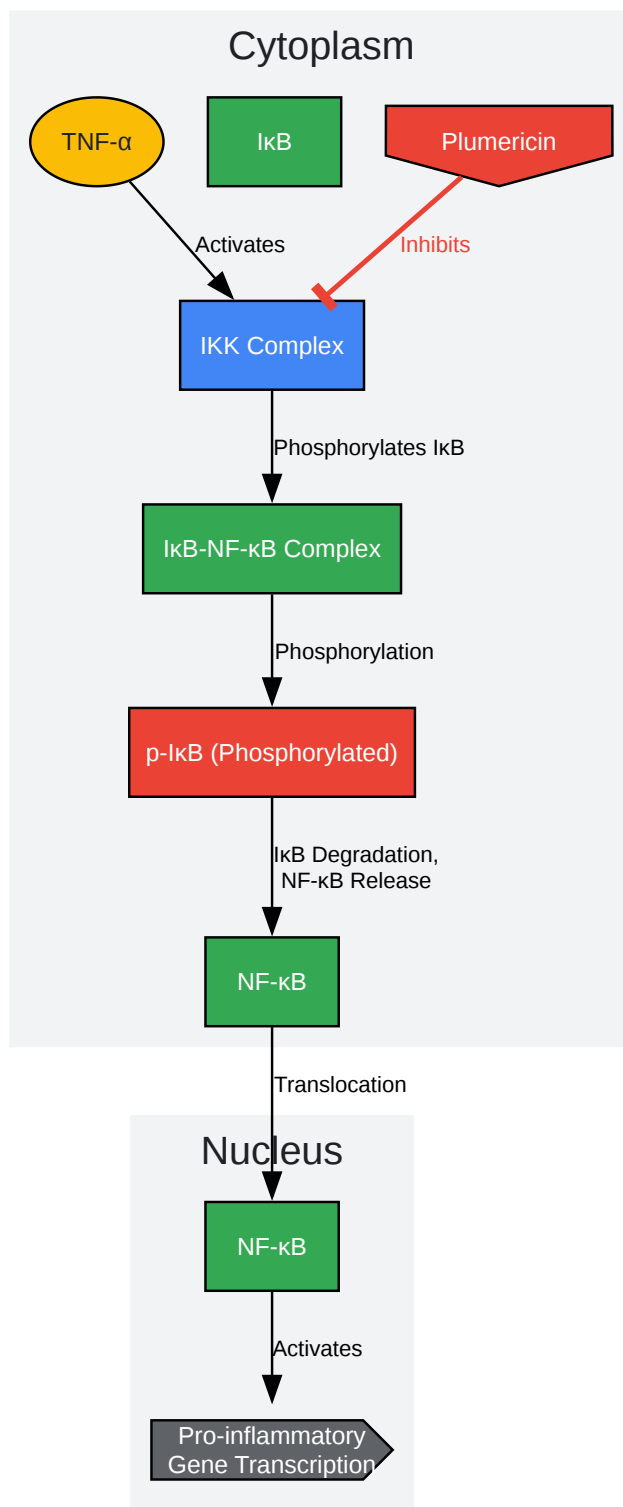 Cytoplasm
TNF-α
IκB
Plumericin
Activates
Inhibits
IKK Complex
Phosphorylates IκB
IκB-NF-κB Complex
Phosphorylation
p-IκB (Phosphorylated)
IκB Degradation,
NF-κB Release
NF-κB
Translocation
Nucleus
NF-κB
Activates
Pro-inflammatory
Gene Transcription